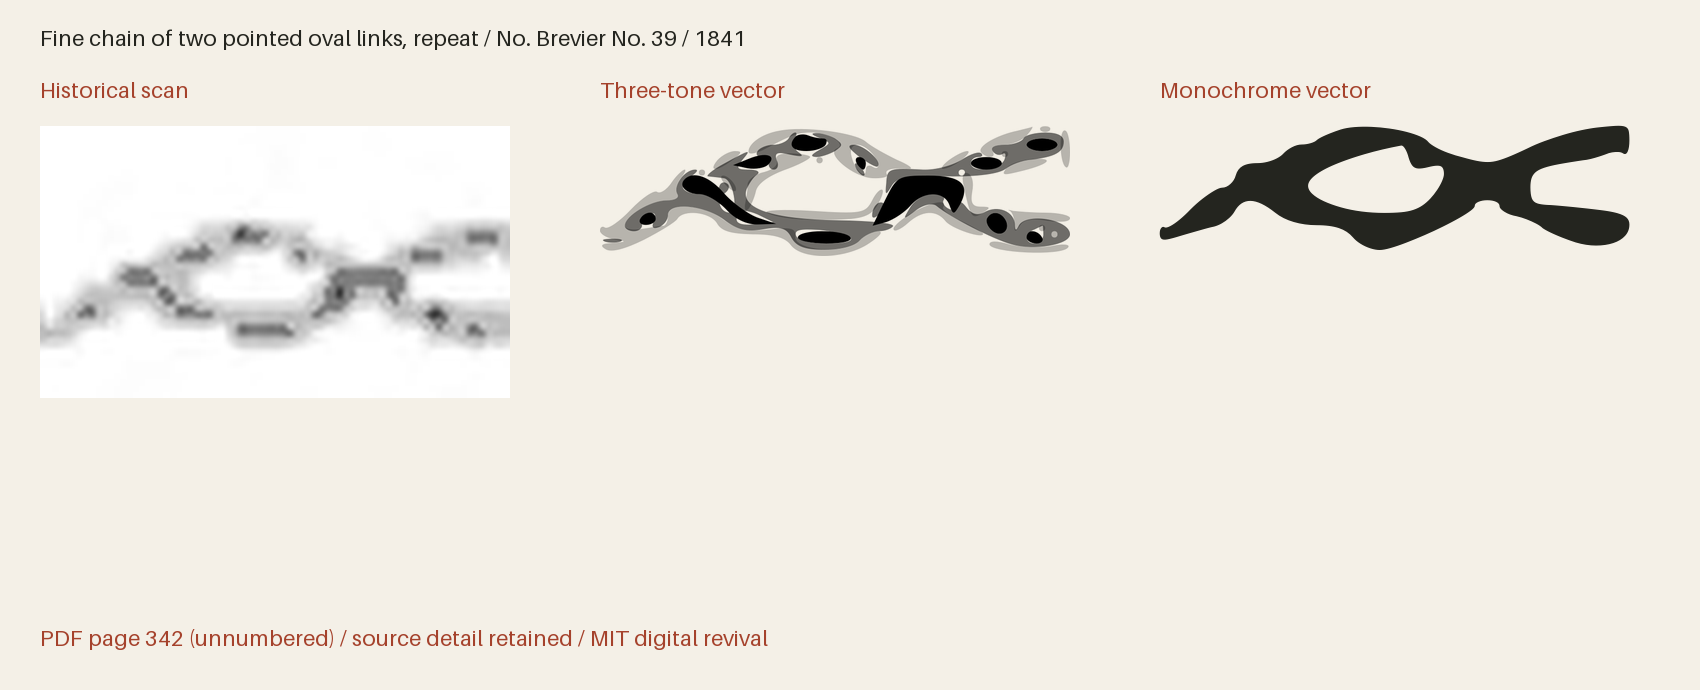 Fine chain of two pointed oval links, repeat / No. Brevier No. 39 / 1841
Historical scan
Three-tone vector
Monochrome vector
PDF page 342 (unnumbered) / source detail retained / MIT digital revival